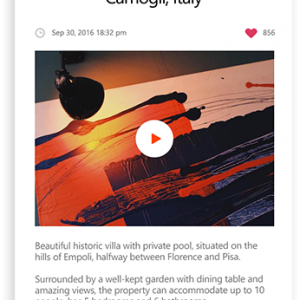 Camogli, Italy
Sep 30, 2016 18:32 pm
856
Beautiful historic villa with private pool, situated on the
hills of Empoli, halfway between Florence and Pisa.
Surrounded by a well-kept garden with dining table and
amazing views, the property can accommodate up to 10